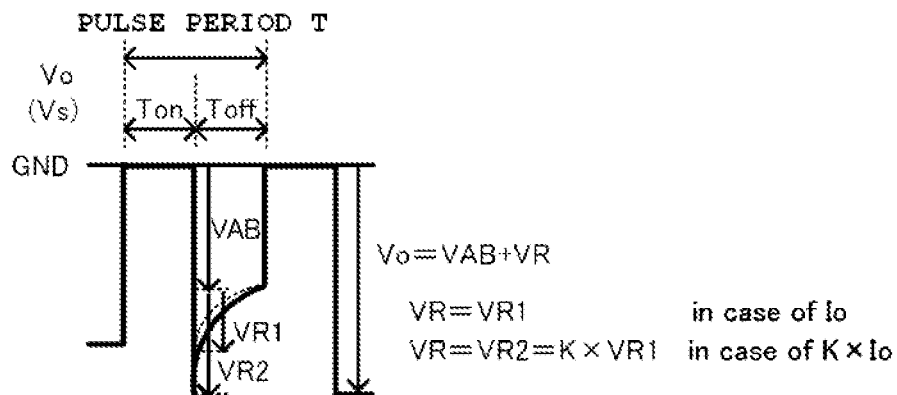 PULSE PERIOD T
Vo
(Vs)
Ton
Toff
GND
VAB
Vo=VAB+VR
VR=VR1 in case of Io
VR1
VR=VR2=K×VR1 in case of K×Io
VR2